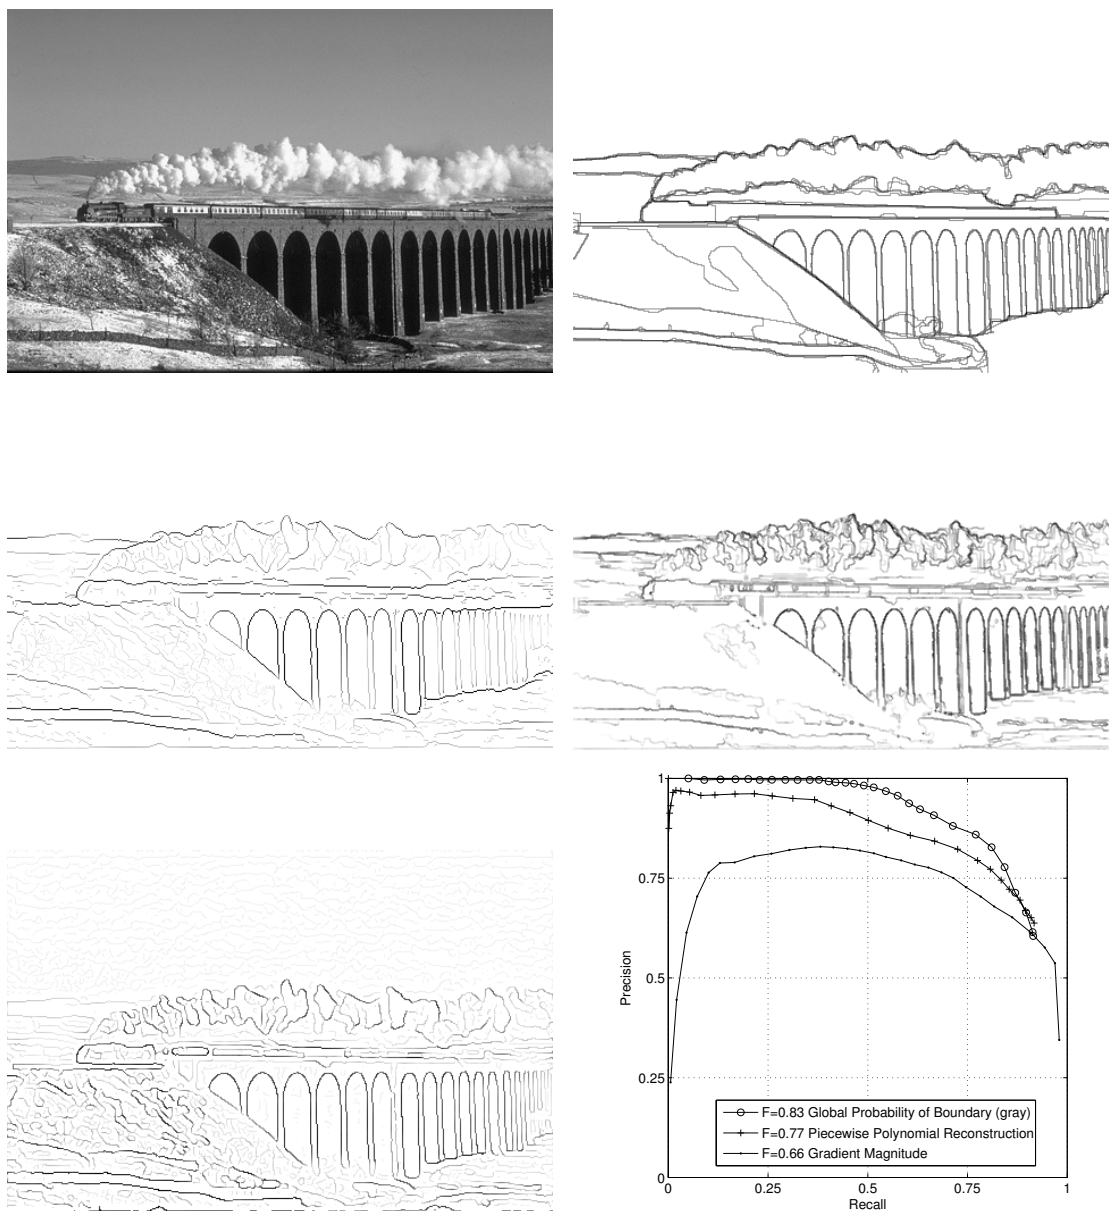 1
0.75
0.5
0.25
0
Precision
F=0.83 Global Probability of Boundary (gray)
F=0.77 Piecewise Polynomial Reconstruction
F=0.66 Gradient Magnitude
0 0.25 0.5 0.75 1
Recall